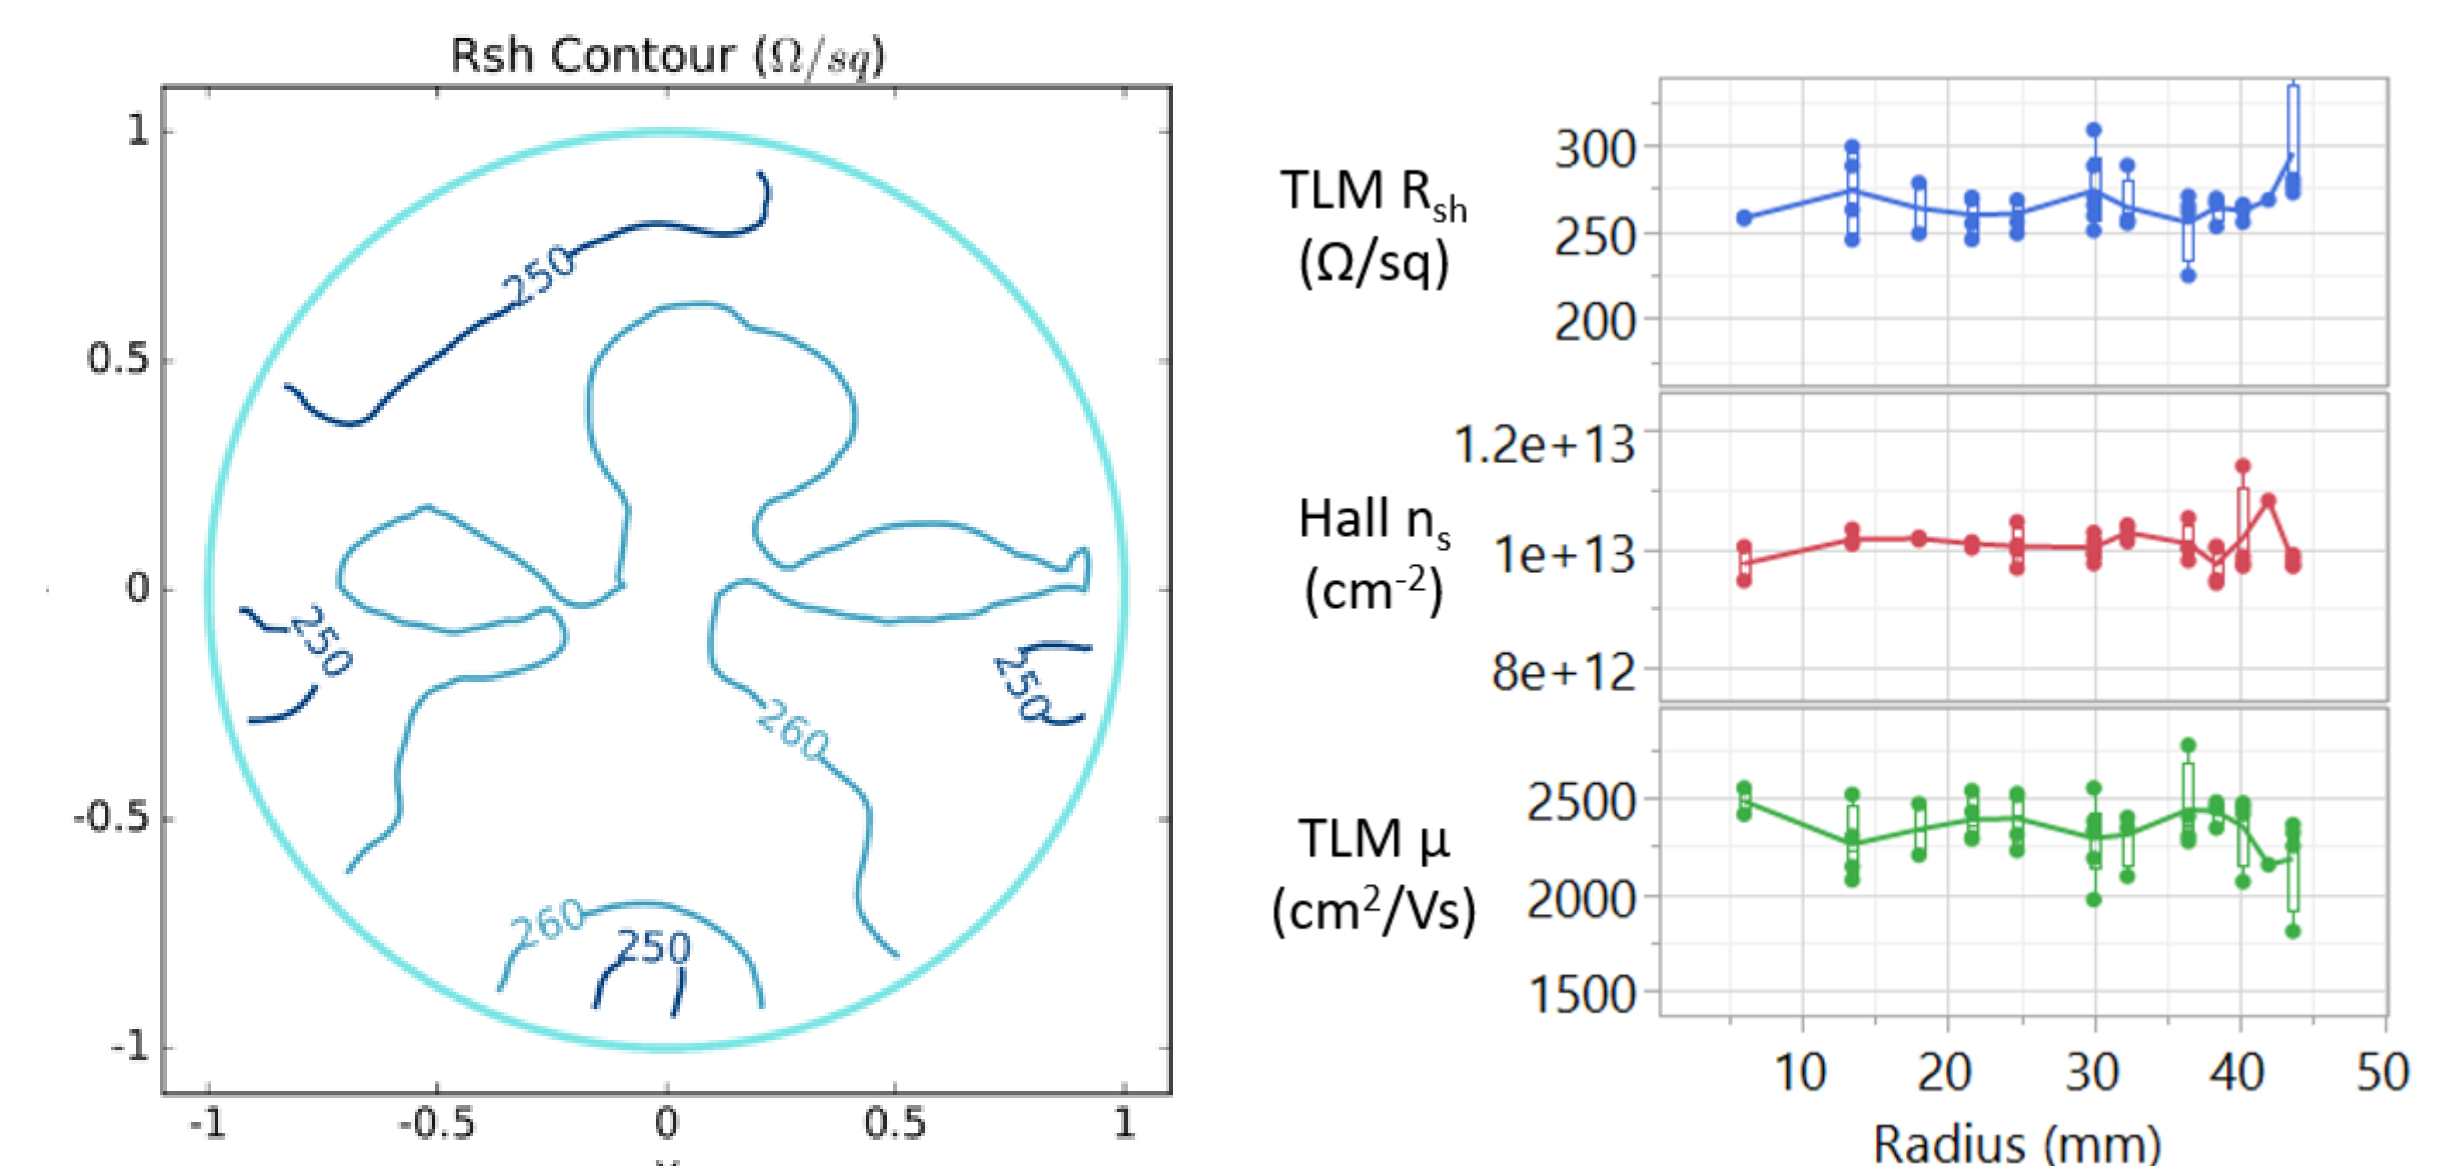 Rsh Contour (Ω/sq)
1
0.5
0
-0.5
-1
-1
-0.5
0
0.5
1
250
250
250
260
260
250
TLM Rsh
(Ω/sq)
300
250
200
Hall ns
(cm-2)
1.2e+13
1e+13
8e+12
TLM µ
(cm2/Vs)
2500
2000
1500
10
20
30
40
50
Radius (mm)